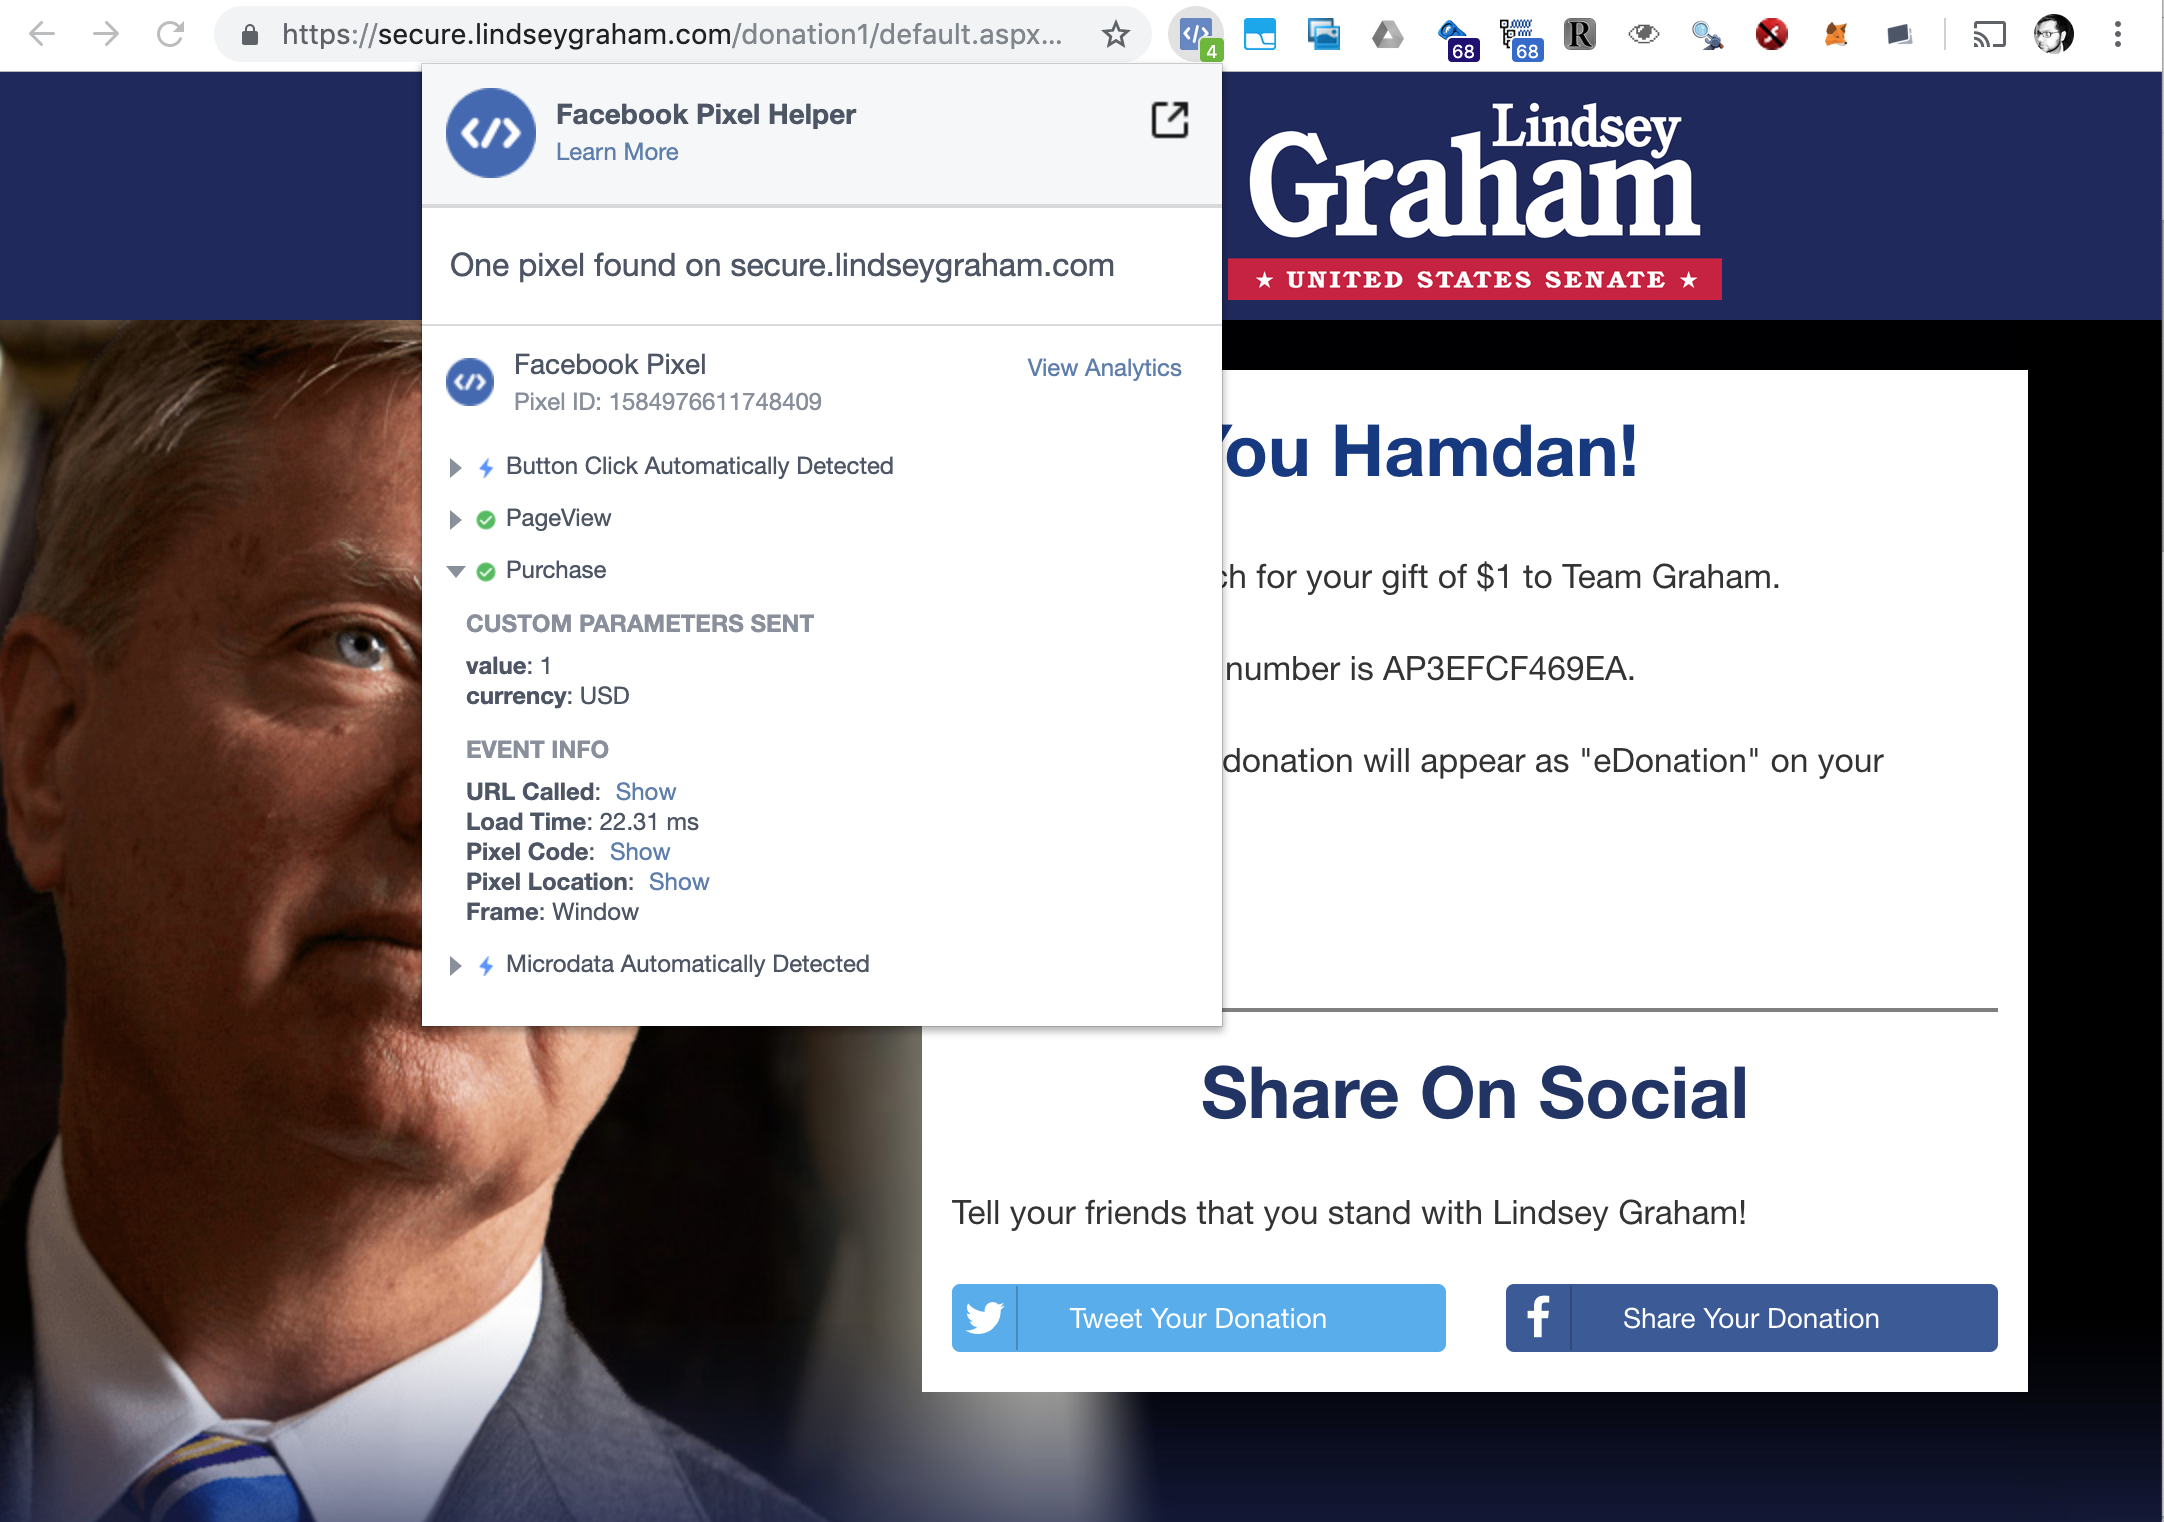 https://secure.lindseygraham.com/donation1/default.aspx...
4
68
68
R
Facebook Pixel Helper
Learn More
One pixel found on secure.lindseygraham.com
Facebook Pixel
Pixel ID: 1584976611748409
View Analytics
Button Click Automatically Detected
PageView
Purchase
CUSTOM PARAMETERS SENT
value: 1
currency: USD
EVENT INFO
URL Called: Show
Load Time: 22.31 ms
Pixel Code: Show
Pixel Location: Show
Frame: Window
Microdata Automatically Detected
Lindsey
Graham
★ UNITED STATES SENATE ★
You Hamdan!
for your gift of $1 to Team Graham.
number is AP3EFCF469EA.
donation will appear as "eDonation" on your
Share On Social
Tell your friends that you stand with Lindsey Graham!
Tweet Your Donation
Share Your Donation